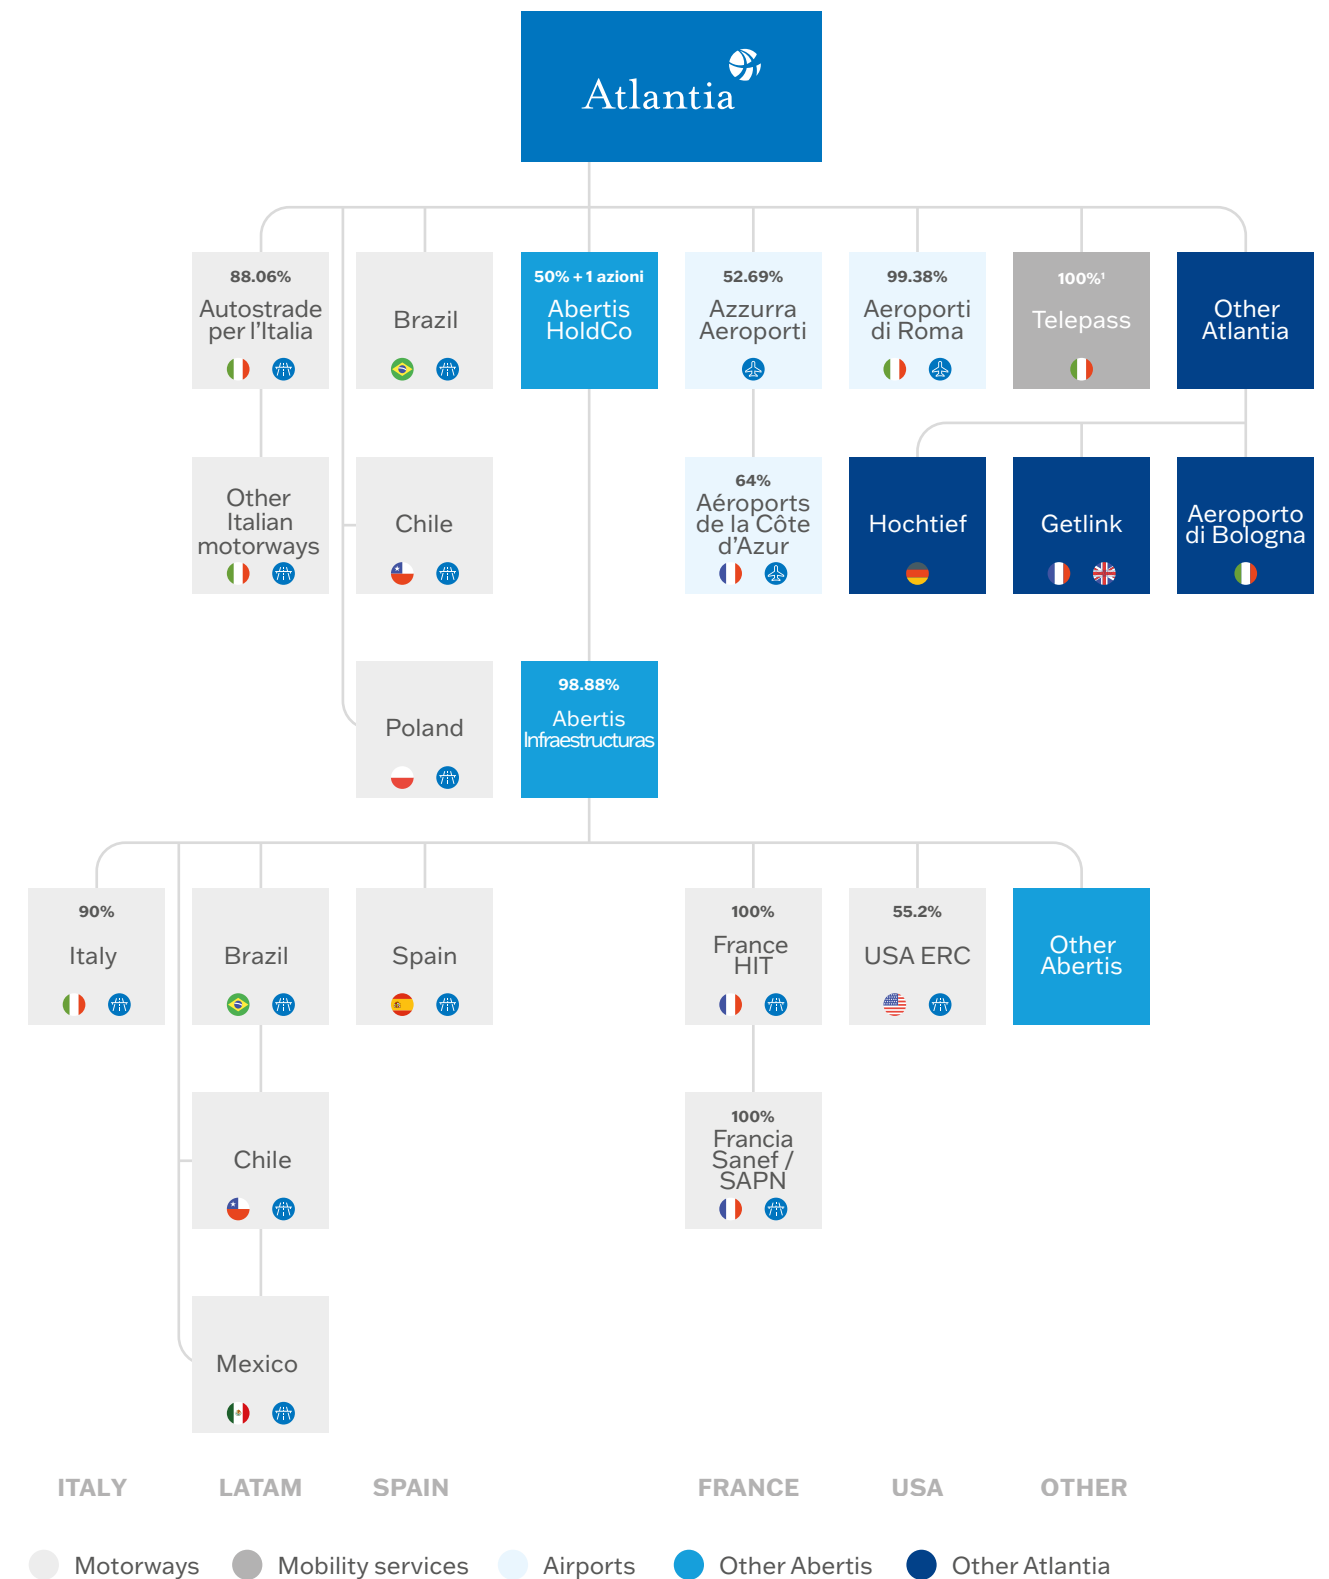 Atlantia
88.06%
Autostrade
per l'Italia
Brazil
50% + 1 azioni
Abertis
HoldCo
52.69%
Azzurra
Aeroporti
99.38%
Aeroporti
di Roma
100%¹
Telepass
Other
Atlantia
Other
Italian
motorways
Chile
64%
Aéroports
de la Côte
d'Azur
Hochtief
Getlink
Aeroporto
di Bologna
Poland
98.88%
Abertis
Infraestructuras
90%
Italy
Brazil
Spain
100%
France
HIT
55.2%
USA ERC
Other
Abertis
Chile
100%
Francia
Sanef /
SAPN
Mexico
ITALY LATAM SPAIN FRANCE USA OTHER
Motorways Mobility services Airports Other Abertis Other Atlantia